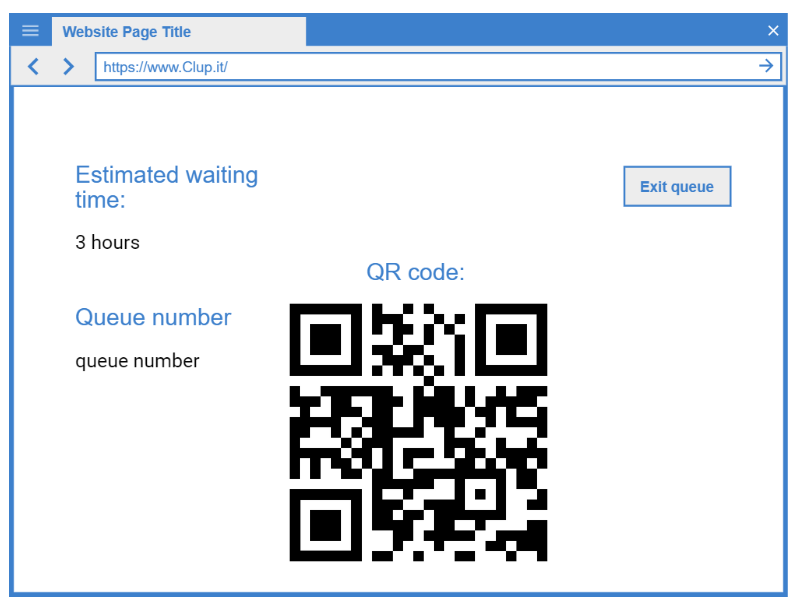 Website Page Title
https://www.Clup.it/
Estimated waiting
time:
Exit queue
3 hours
QR code:
Queue number
queue number